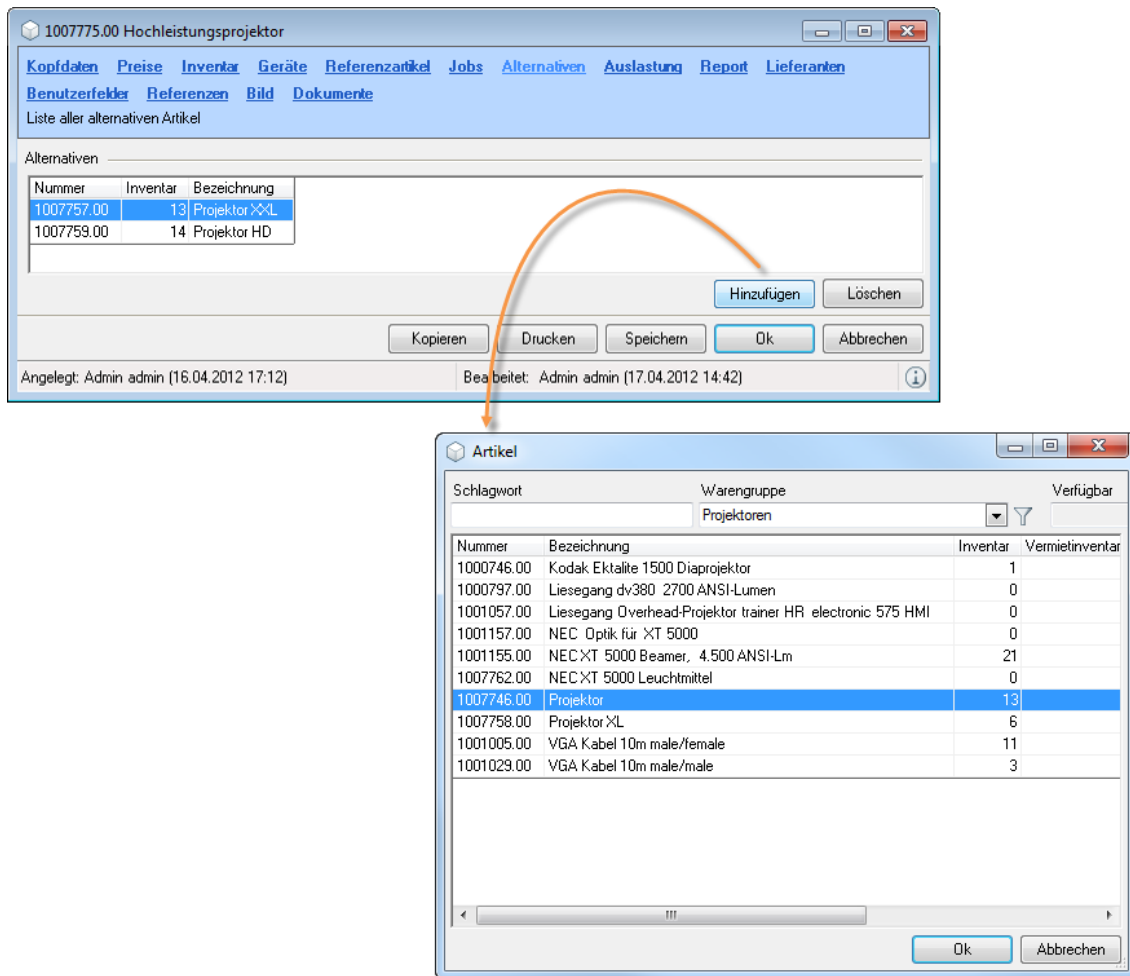 1007775.00 Hochleistungsprojektor
Kopfdaten Preise Inventar Geräte Referenzartikel Jobs Alternativen Auslastung Report Lieferanten
Benutzerfelder Referenzen Bild Dokumente
Liste aller alternativen Artikel
Alternativen
Nummer Inventar Bezeichnung
1007757.00 13 Projektor XXL
1007759.00 14 Projektor HD
Hinzufügen Löschen
Kopieren Drucken Speichern Ok Abbrechen
Angelegt: Admin admin (16.04.2012 17:12) Bearbeitet: Admin admin (17.04.2012 14:42)
Artikel
Schlagwort Warengruppe Verfügbar
Projektoren
Nummer Bezeichnung Inventar Vermietinventar
1000746.00 Kodak Ektalite 1500 Diaprojektor 1
1000797.00 Liesegang dv380 2700 ANSI-Lumen 0
1001057.00 Liesegang Overhead-Projektor trainer HR electronic 575 HMI 0
1001157.00 NEC Optik für XT 5000 0
1001155.00 NEC XT 5000 Beamer, 4.500 ANSI-Lm 21
1007762.00 NEC XT 5000 Leuchtmittel 0
1007746.00 Projektor 13
1007758.00 Projektor XL 6
1001005.00 VGA Kabel 10m male/female 11
1001029.00 VGA Kabel 10m male/male 3
Ok Abbrechen